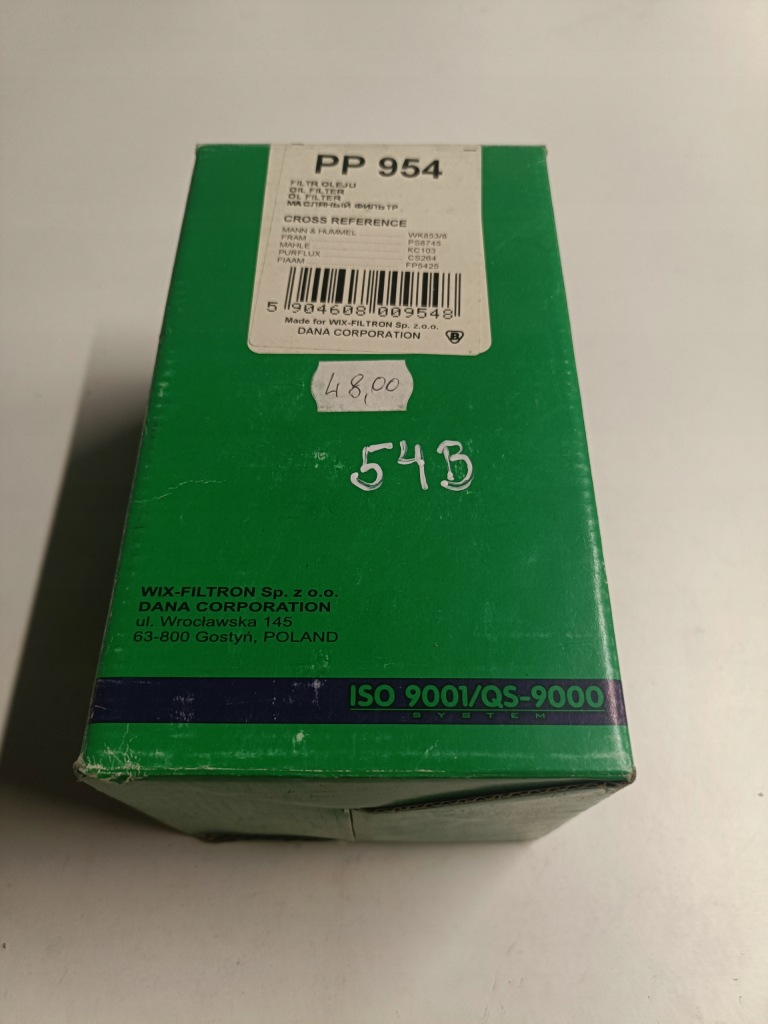 PP 954
FILTR OLEJU
OIL FILTER
ÖL FILTER
МАСЛЯНЫЙ ФИЛЬТР
CROSS REFERENCE
MANN & HUMMEL WK853/8
FRAM PS8745
MAHLE KC103
PURFLUX CS264
FIAAM FP5425
5 904608 009548
Made for WIX-FILTRON Sp. z.o.o.
DANA CORPORATION B
48,00
54B
WIX-FILTRON Sp. z o.o.
DANA CORPORATION
ul. Wrocławska 145
63-800 Gostyń, POLAND
ISO 9001/QS-9000
SYSTEM